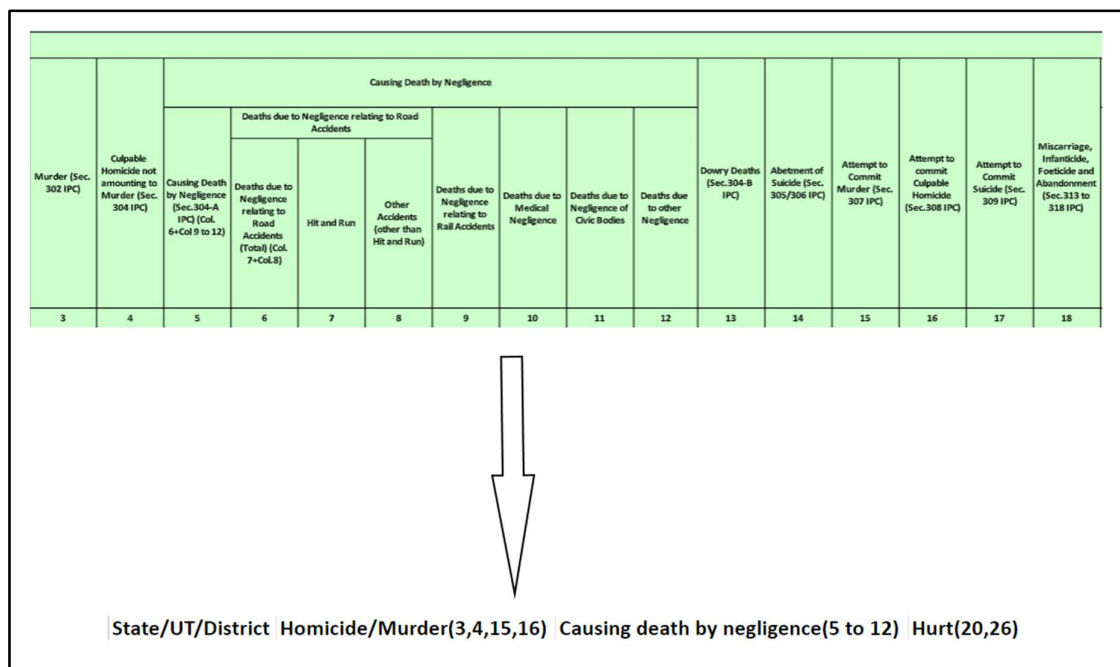 Causing Death by Negligence
Deaths due to Negligence relating to Road
Accidents
Murder (Sec.
302 IPC)
Culpable
Homicide not
amounting to
Murder (Sec.
304 IPC)
Causing Death
by Negligence
(Sec.304-A
IPC) (Col.
6+Col 9 to 12)
Deaths due to
Negligence
relating to
Road
Accidents
(Total) (Col.
7+Col.8)
Hit and Run
Other
Accidents
(other than
Hit and Run)
Deaths due to
Negligence
relating to
Rail Accidents
Deaths due to
Medical
Negligence
Deaths due to
Negligence of
Civic Bodies
Deaths due
to other
Negligence
Dowry Deaths
(Sec.304-B
IPC)
Abetment of
Suicide (Sec.
305/306 IPC)
Attempt to
Commit
Murder (Sec.
307 IPC)
Attempt to
commit
Culpable
Homicide
(Sec.308 IPC)
Attempt to
Commit
Suicide (Sec.
309 IPC)
Miscarriage,
Infanticide,
Foeticide and
Abandonment
(Sec.313 to
318 IPC)
3 4 5 6 7 8 9 10 11 12 13 14 15 16 17 18
State/UT/District Homicide/Murder(3,4,15,16) Causing death by negligence(5 to 12) Hurt(20,26)